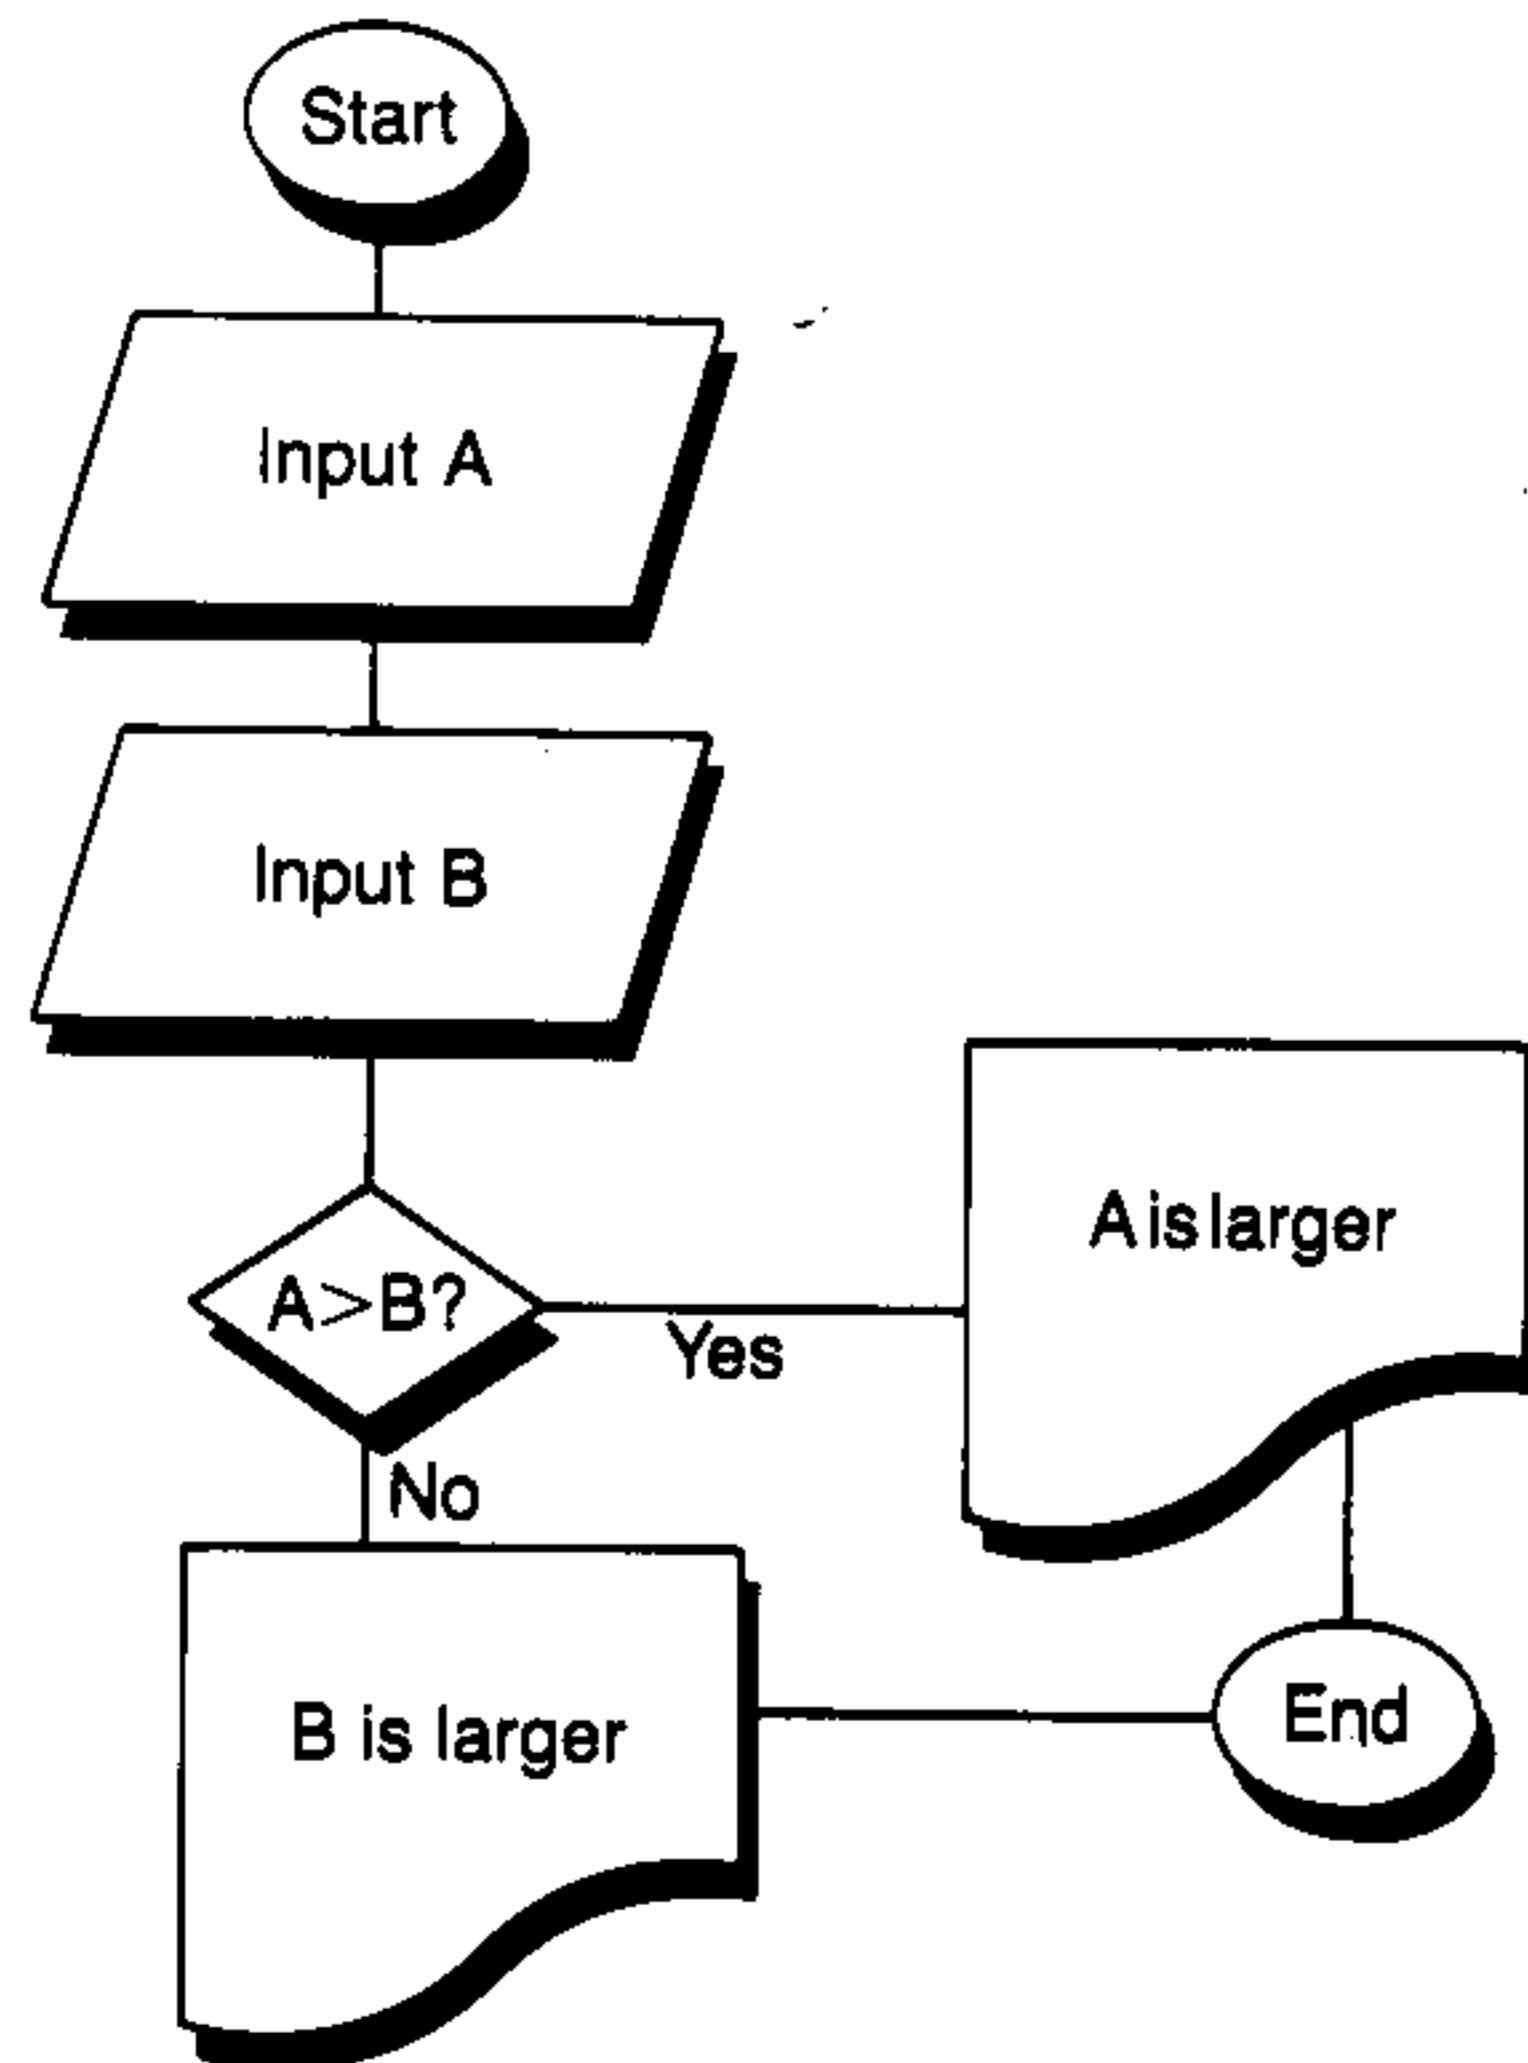 Start
Input A
Input B
A>B?
Yes
A is larger
No
B is larger
End